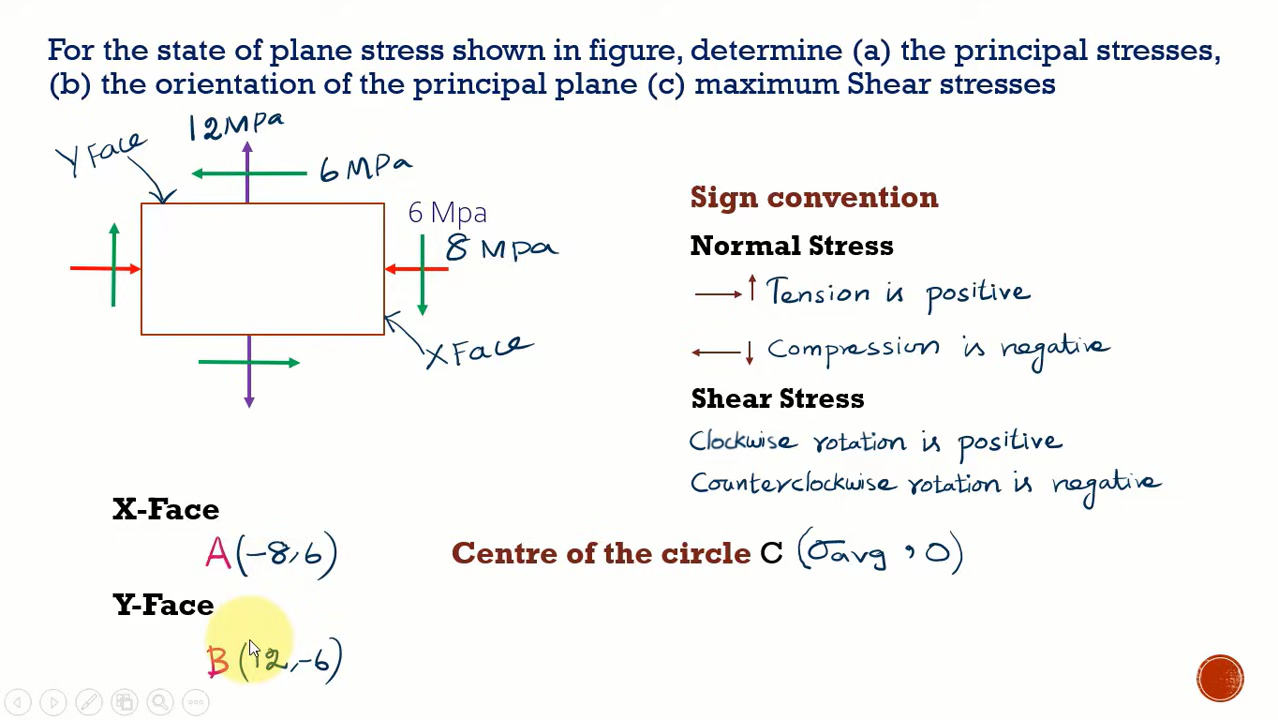 For the state of plane stress shown in figure, determine (a) the principal stresses,
(b) the orientation of the principal plane (c) maximum Shear stresses
12 MPa
Y Face
6 MPa
6 Mpa
8 MPa
X Face
Sign convention
Normal Stress
Tension is positive
Compression is negative
Shear Stress
Clockwise rotation is positive
Counterclockwise rotation is negative
X-Face
A (-8, 6)
Centre of the circle C (σavg, 0)
Y-Face
B (12, -6)